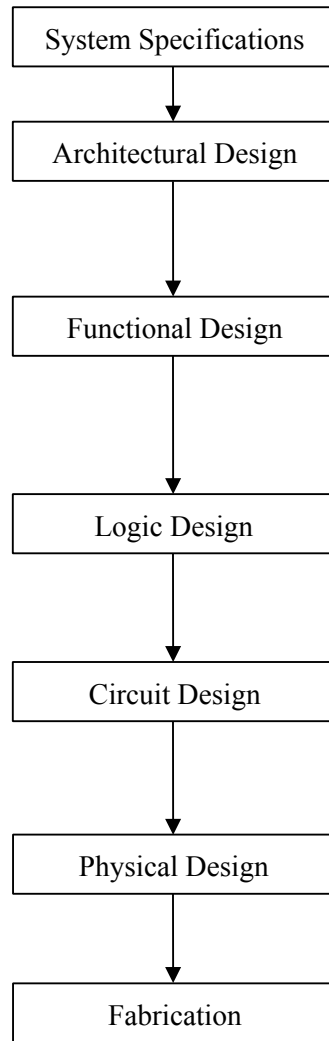 System Specifications
Architectural Design
Functional Design
Logic Design
Circuit Design
Physical Design
Fabrication